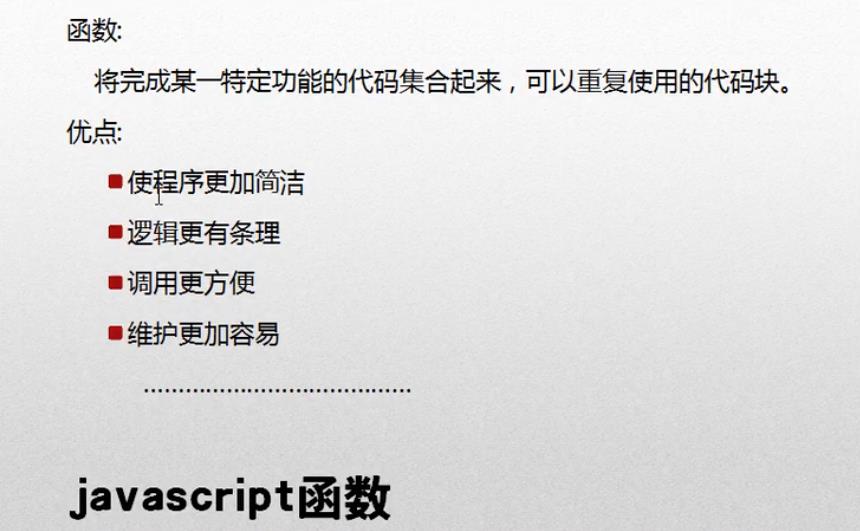 函数:
将完成某一特定功能的代码集合起来，可以重复使用的代码块。
优点:
使程序更加简洁
逻辑更有条理
调用更方便
维护更加容易
.......................................
javascript函数